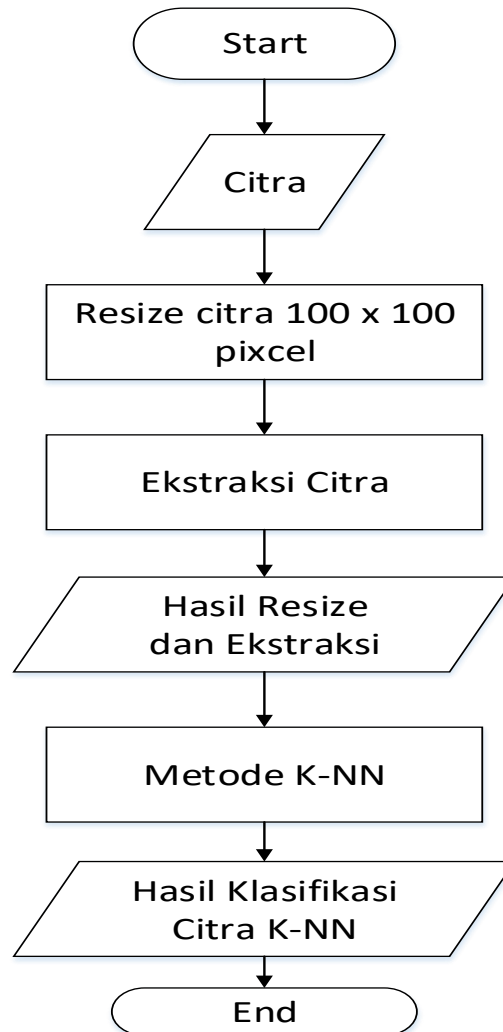 Start
Citra
Resize citra 100 x 100
pixcel
Ekstraksi Citra
Hasil Resize
dan Ekstraksi
Metode K-NN
Hasil Klasifikasi
Citra K-NN
End